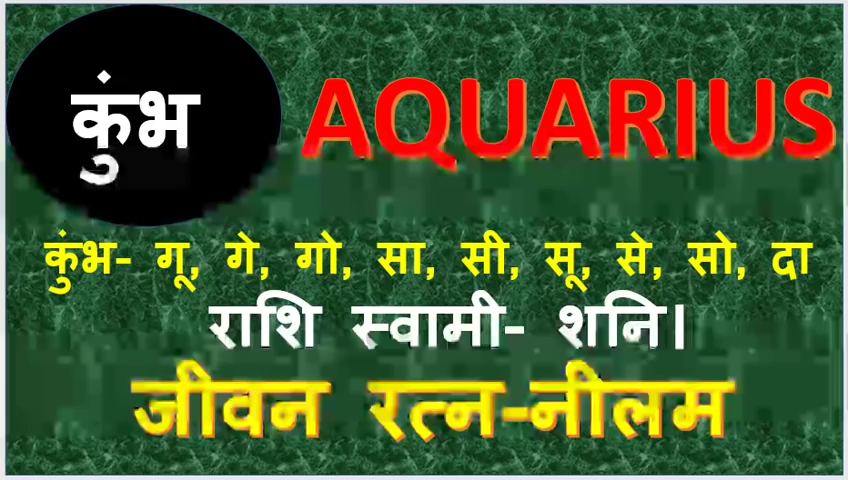 कुंभ AQUARIUS
कुंभ- गू, गे, गो, सा, सी, सू, से, सो, दा
राशि स्वामी- शनि।
जीवन रत्न-नीलम